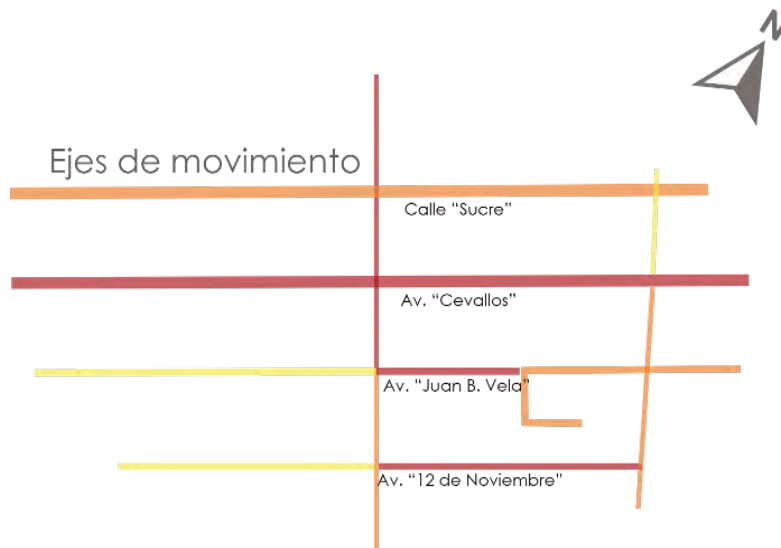 N
Ejes de movimiento
Calle "Sucre"
Av. "Cevallos"
Av. "Juan B. Vela"
Av. "12 de Noviembre"